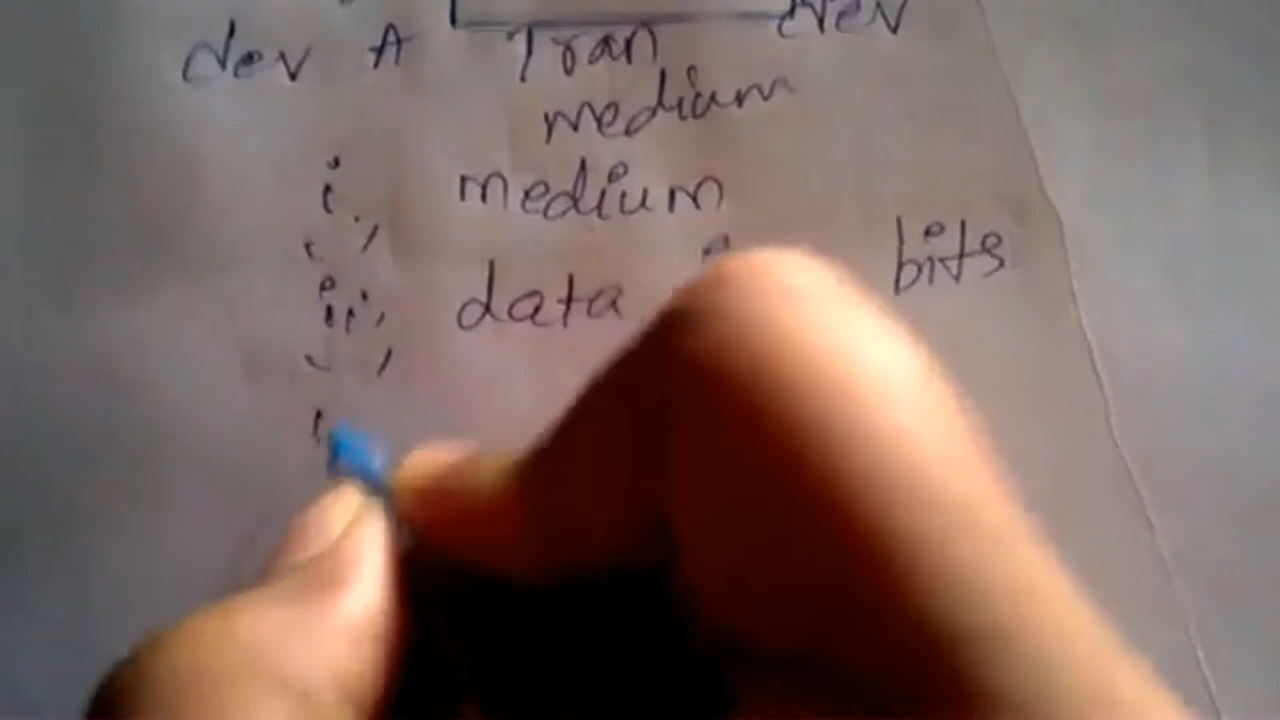 dev A Tran dev
medium
i, medium
ii, data bits
i